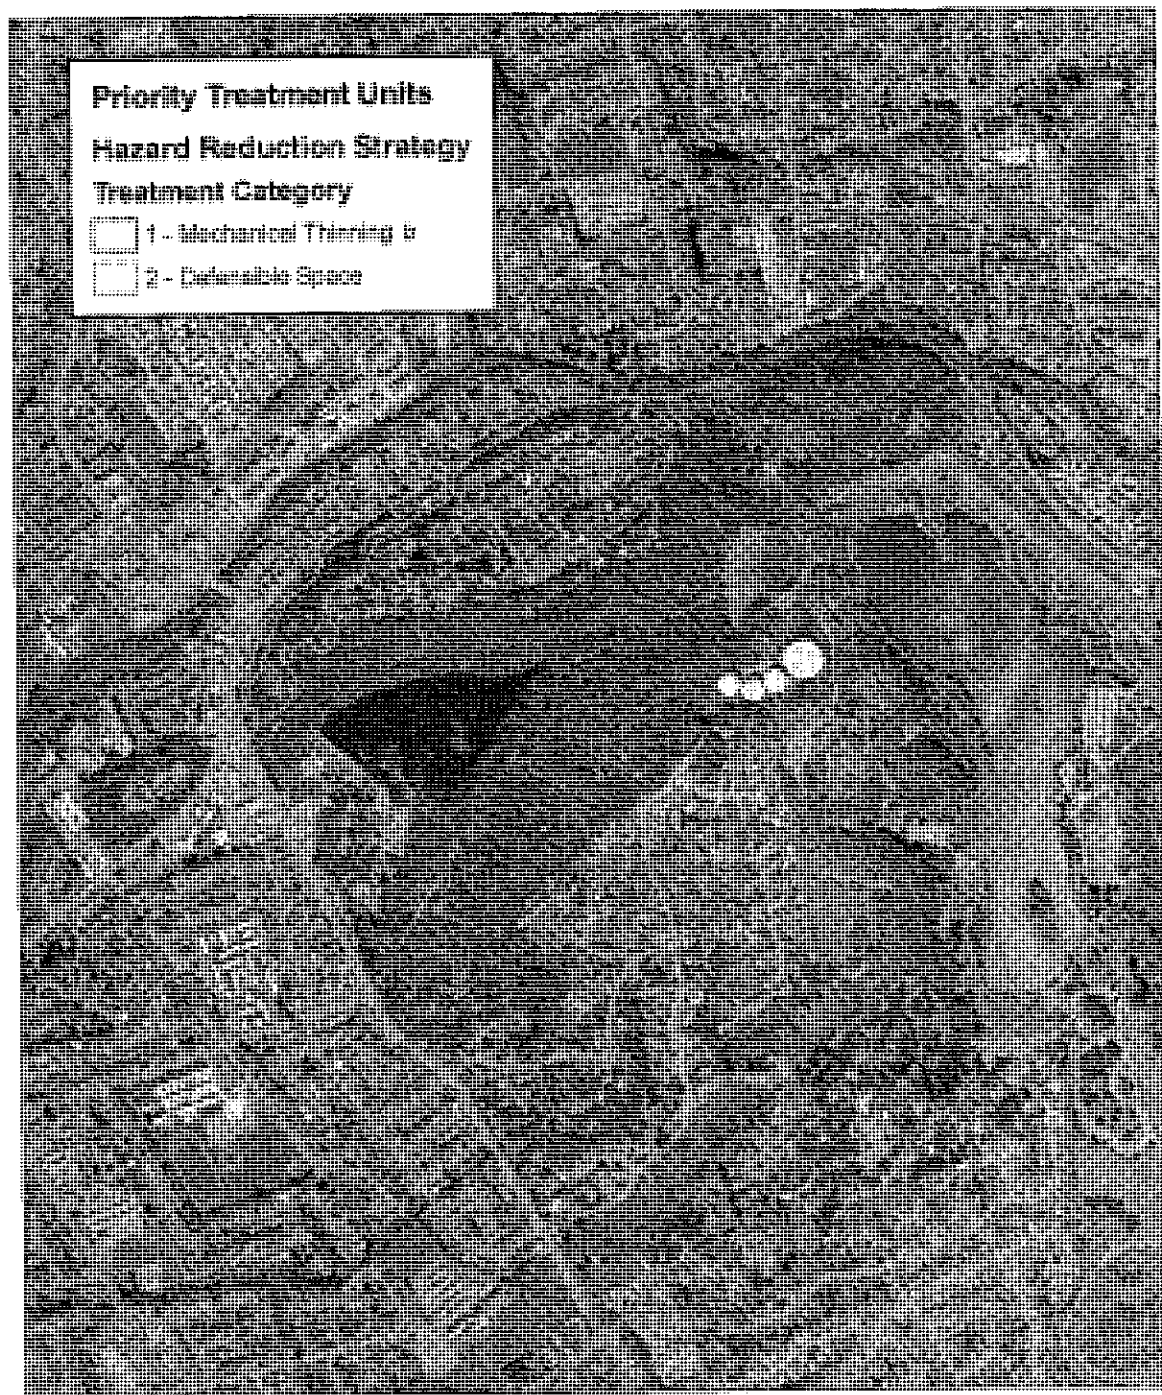 Priority Treatment Units
Hazard Reduction Strategy
Treatment Category
1 - Mechanical Thinning
2 - Defensible Space